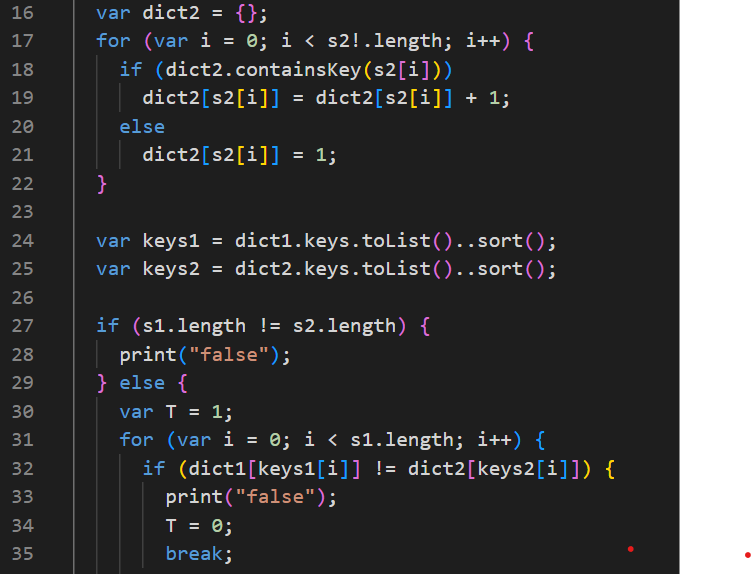 16 var dict2 = {};
17 for (var i = 0; i < s2!.length; i++) {
18 if (dict2.containsKey(s2[i]))
19 dict2[s2[i]] = dict2[s2[i]] + 1;
20 else
21 dict2[s2[i]] = 1;
22 }
23
24 var keys1 = dict1.keys.toList()..sort();
25 var keys2 = dict2.keys.toList()..sort();
26
27 if (s1.length != s2.length) {
28 print("false");
29 } else {
30 var T = 1;
31 for (var i = 0; i < s1.length; i++) {
32 if (dict1[keys1[i]] != dict2[keys2[i]]) {
33 print("false");
34 T = 0;
35 break;